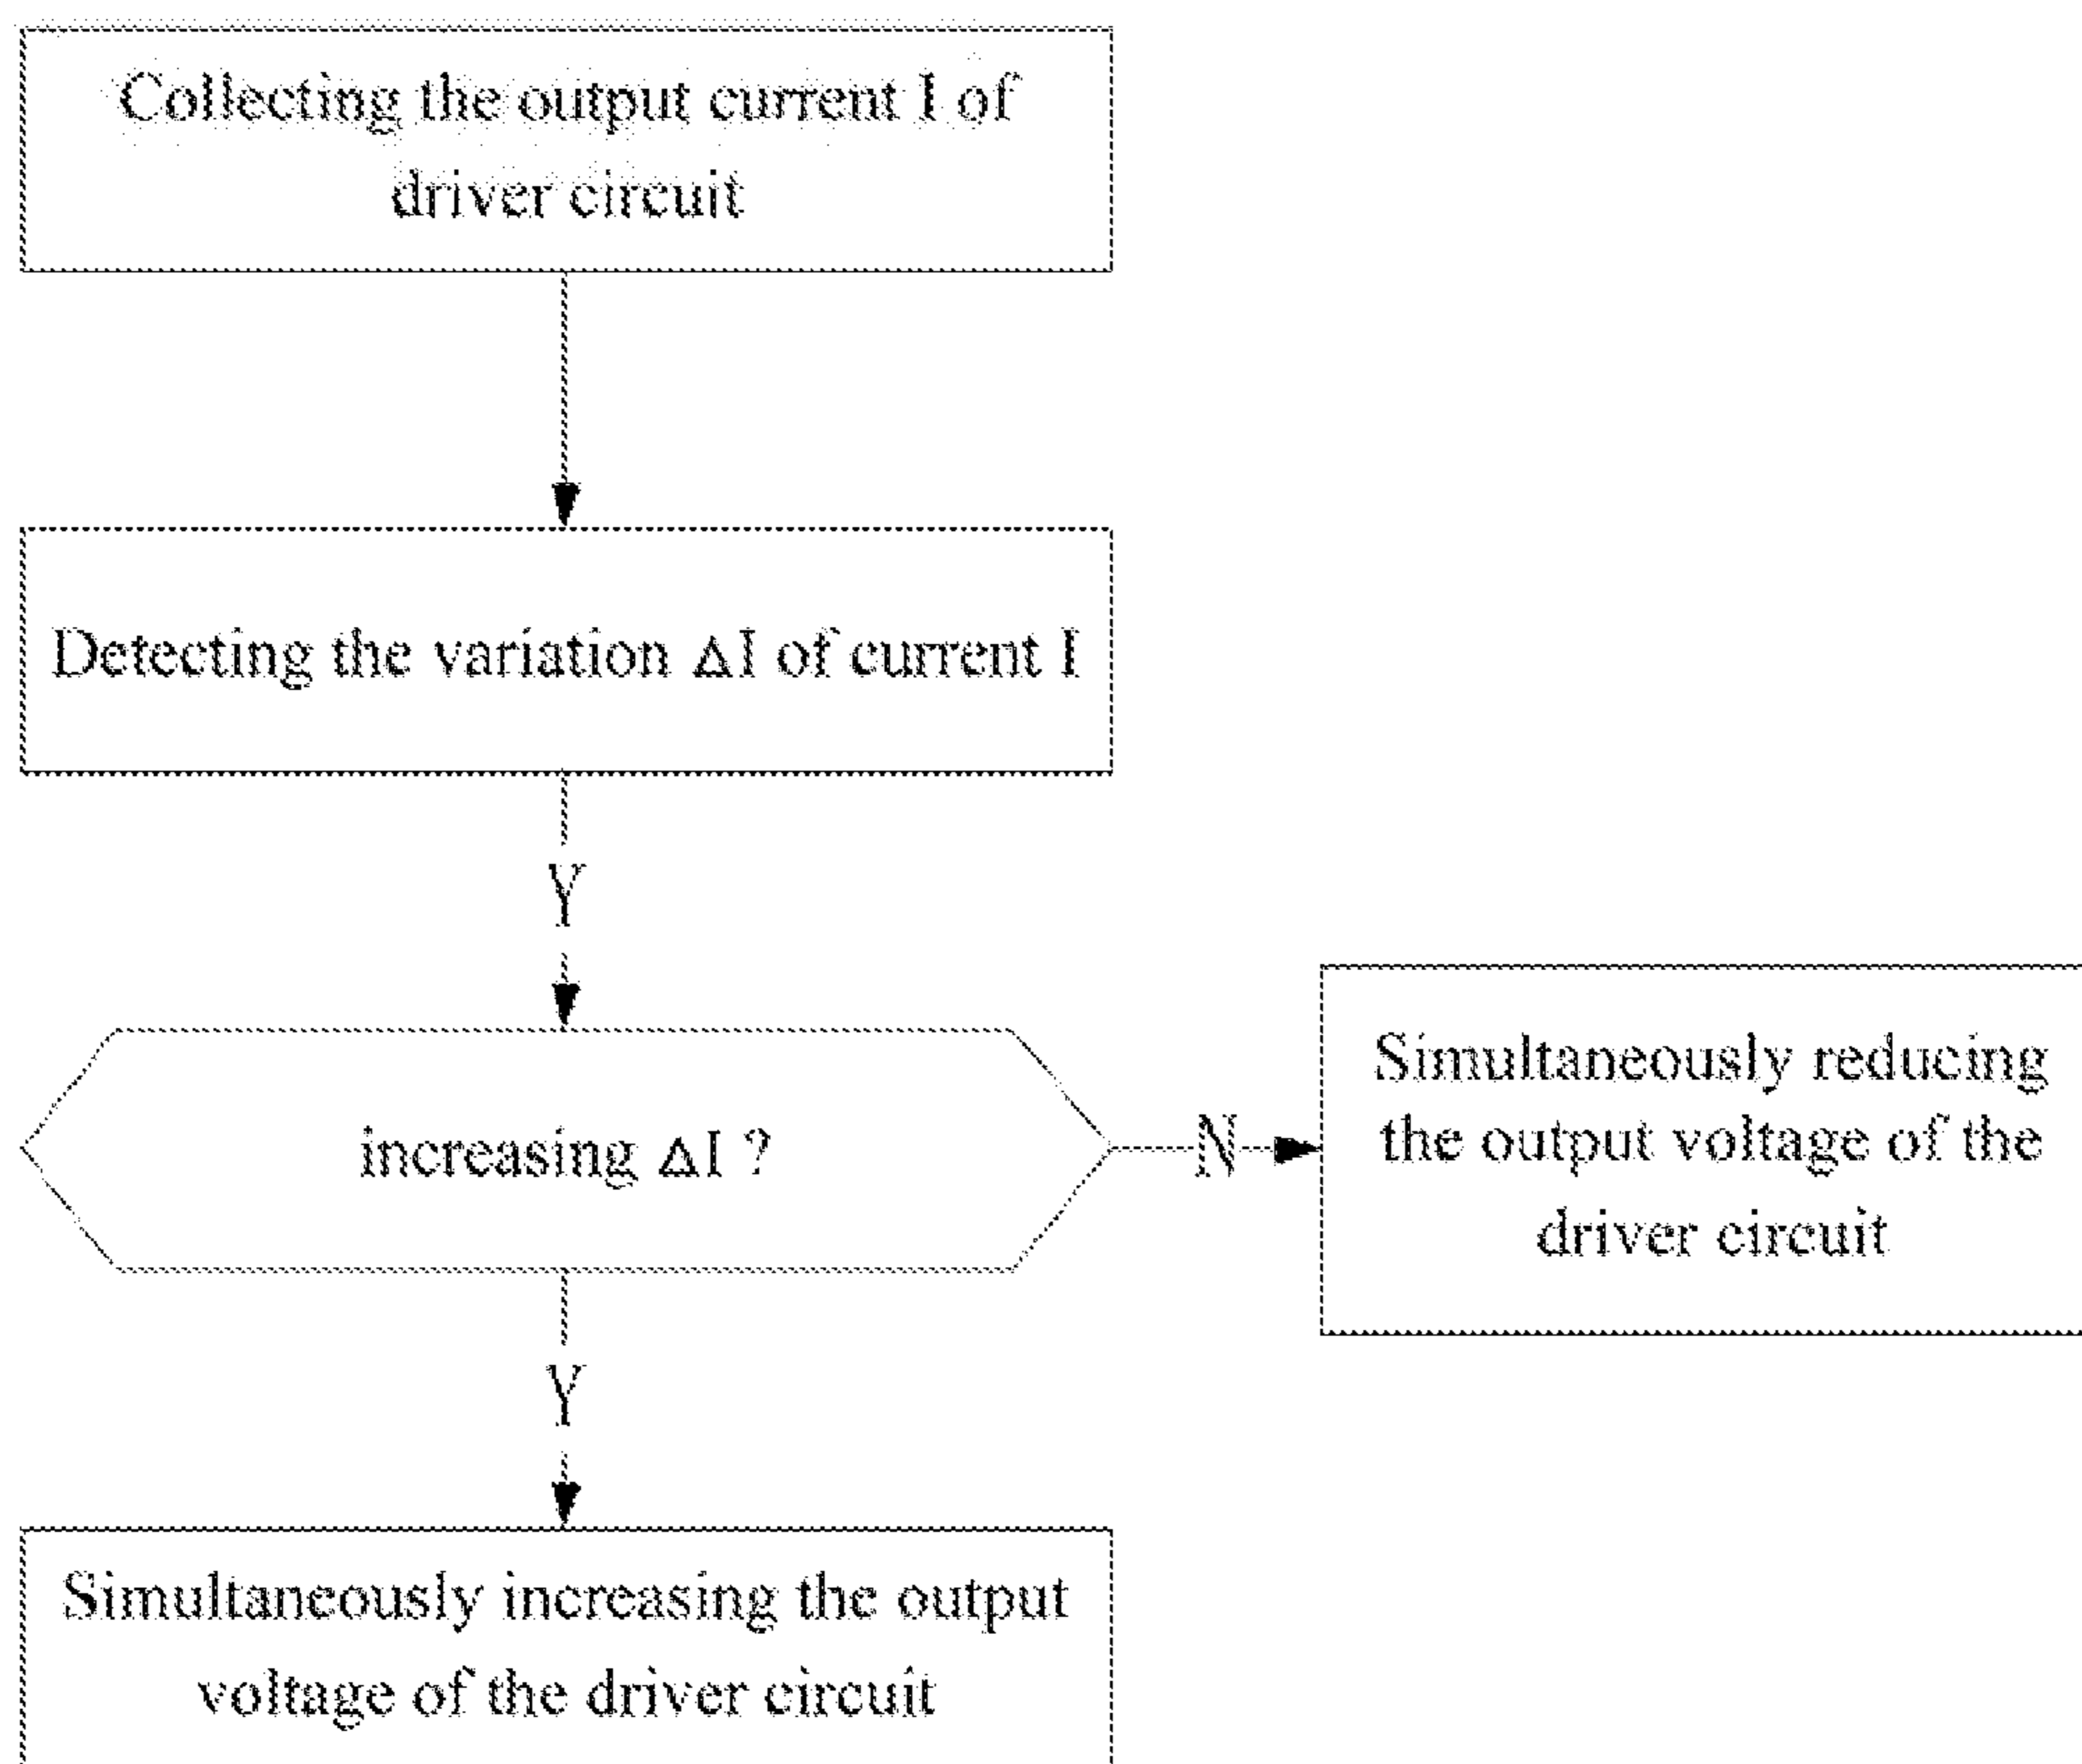 Collecting the output current I of
driver circuit
Detecting the variation ΔI of current I
Y
increasing ΔI ?
N
Simultaneously reducing
the output voltage of the
driver circuit
Y
Simultaneously increasing the output
voltage of the driver circuit